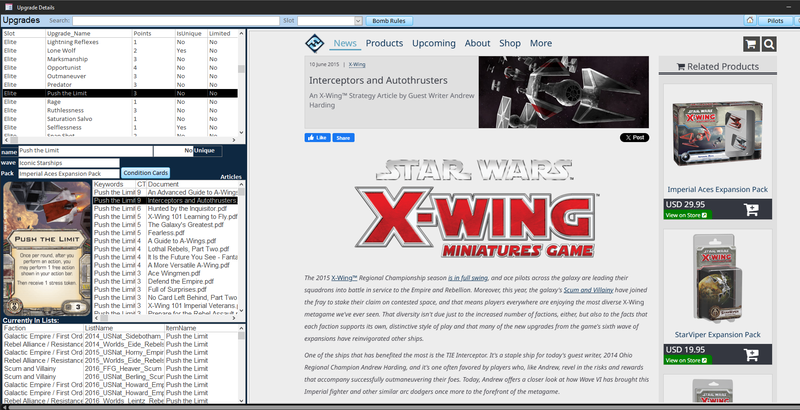 Upgrade Details
Upgrades Search: Slot Bomb Rules Pilots
Slot Upgrade_Name Points IsUnique Limited
Elite Lightning Reflexes 1 No No
Elite Lone Wolf 2 Yes No
Elite Marksmanship 3 No No
Elite Opportunist 4 No No
Elite Outmaneuver 3 No No
Elite Predator 3 No No
Elite Push the Limit 3 No No
Elite Rage 1 No No
Elite Ruthlessness 3 No No
Elite Saturation Salvo 1 No No
Elite Selflessness 1 Yes No
name Push the Limit No Unique
wave Iconic Starships
Pack Imperial Aces Expansion Pack Condition Cards
Articles
PUSH THE LIMIT
Once per round, after you
perform an action, you
may perform 1 free action
shown in your action bar
Then receive 1 stress token.
3
Keywords CT Document
Push the Limit 9 An Advanced Guide to A-Wings
Push the Limit 9 Interceptors and Autothrusters
Push the Limit 6 Hunted by the Inquisitor.pdf
Push the Limit 5 X-Wing 101 Learning to Fly.pdf
Push the Limit 5 The Galaxy's Greatest.pdf
Push the Limit 5 Fearless.pdf
Push the Limit 4 A Guide to A-Wings.pdf
Push the Limit 4 Lothal Rebels, Part Two.pdf
Push the Limit 4 It Is the Future You See - Fanta
Push the Limit 4 A More Versatile A-Wing.pdf
Push the Limit 3 Ace Wingmen.pdf
Push the Limit 3 Defend the Empire.pdf
Push the Limit 3 Full of Surprises.pdf
Push the Limit 3 No Card Left Behind, Part Two
Push the Limit 3 X-Wing 101 Imperial Veterans.p
Push the Limit 3 Prepare for the Rebel Assault
Currently In Lists:
Faction ListName ItemName
Galactic Empire / First Orde 2014_USNat_Sidebotham_ Push the Limit
Rebel Alliance / Resistance 2014_Worlds_Eide_Rebels Push the Limit
Galactic Empire / First Orde 2015_USNat_Horny_Empir Push the Limit
Rebel Alliance / Resistance 2015_Worlds_Eide_Rebels Push the Limit
Scum and Villainy 2016_FFG_Heaver_Scum Push the Limit
Scum and Villainy 2016_USNat_Berling_Scum Push the Limit
Galactic Empire / First Orde 2016_USNat_Howard_Emp Push the Limit
Galactic Empire / First Orde 2016_USNat_Howard_Emp Push the Limit
Rebel Alliance / Resistance 2016_Worlds_Leintz_Rebel Push the Limit
News Products Upcoming About Shop More
10 June 2015 | X-Wing
Interceptors and Autothrusters
An X-Wing™ Strategy Article by Guest Writer Andrew
Harding
Like Share Post
STAR WARS
X-WING
MINIATURES GAME
The 2015 X-Wing™ Regional Championship season is in full swing, and ace pilots across the galaxy are leading their
squadrons into battle in service to the Empire and Rebellion. Moreover, this year, the galaxy's Scum and Villainy have joined
the fray to stake their claim on contested space, and that means players everywhere are enjoying the most diverse X-Wing
metagame we've ever seen. That diversity isn't due just to the increased number of factions, either, but also to the facts that
each faction supports its own, distinctive style of play and that many of the new upgrades from the game's sixth wave of
expansions have reinvigorated other ships.
One of the ships that has benefited the most is the TIE Interceptor. It's a staple ship for today's guest writer, 2014 Ohio
Regional Champion Andrew Harding, and it's one often favored by players who, like Andrew, revel in the risks and rewards
that accompany successfully outmaneuvering their foes. Today, Andrew offers a closer look at how Wave VI has brought this
Imperial fighter and other similar arc dodgers once more to the forefront of the metagame.
Related Products
X-WING
Imperial Aces Expansion Pack
USD 29.95
View on Store
X-WING
StarViper Expansion Pack
USD 19.95
View on Store